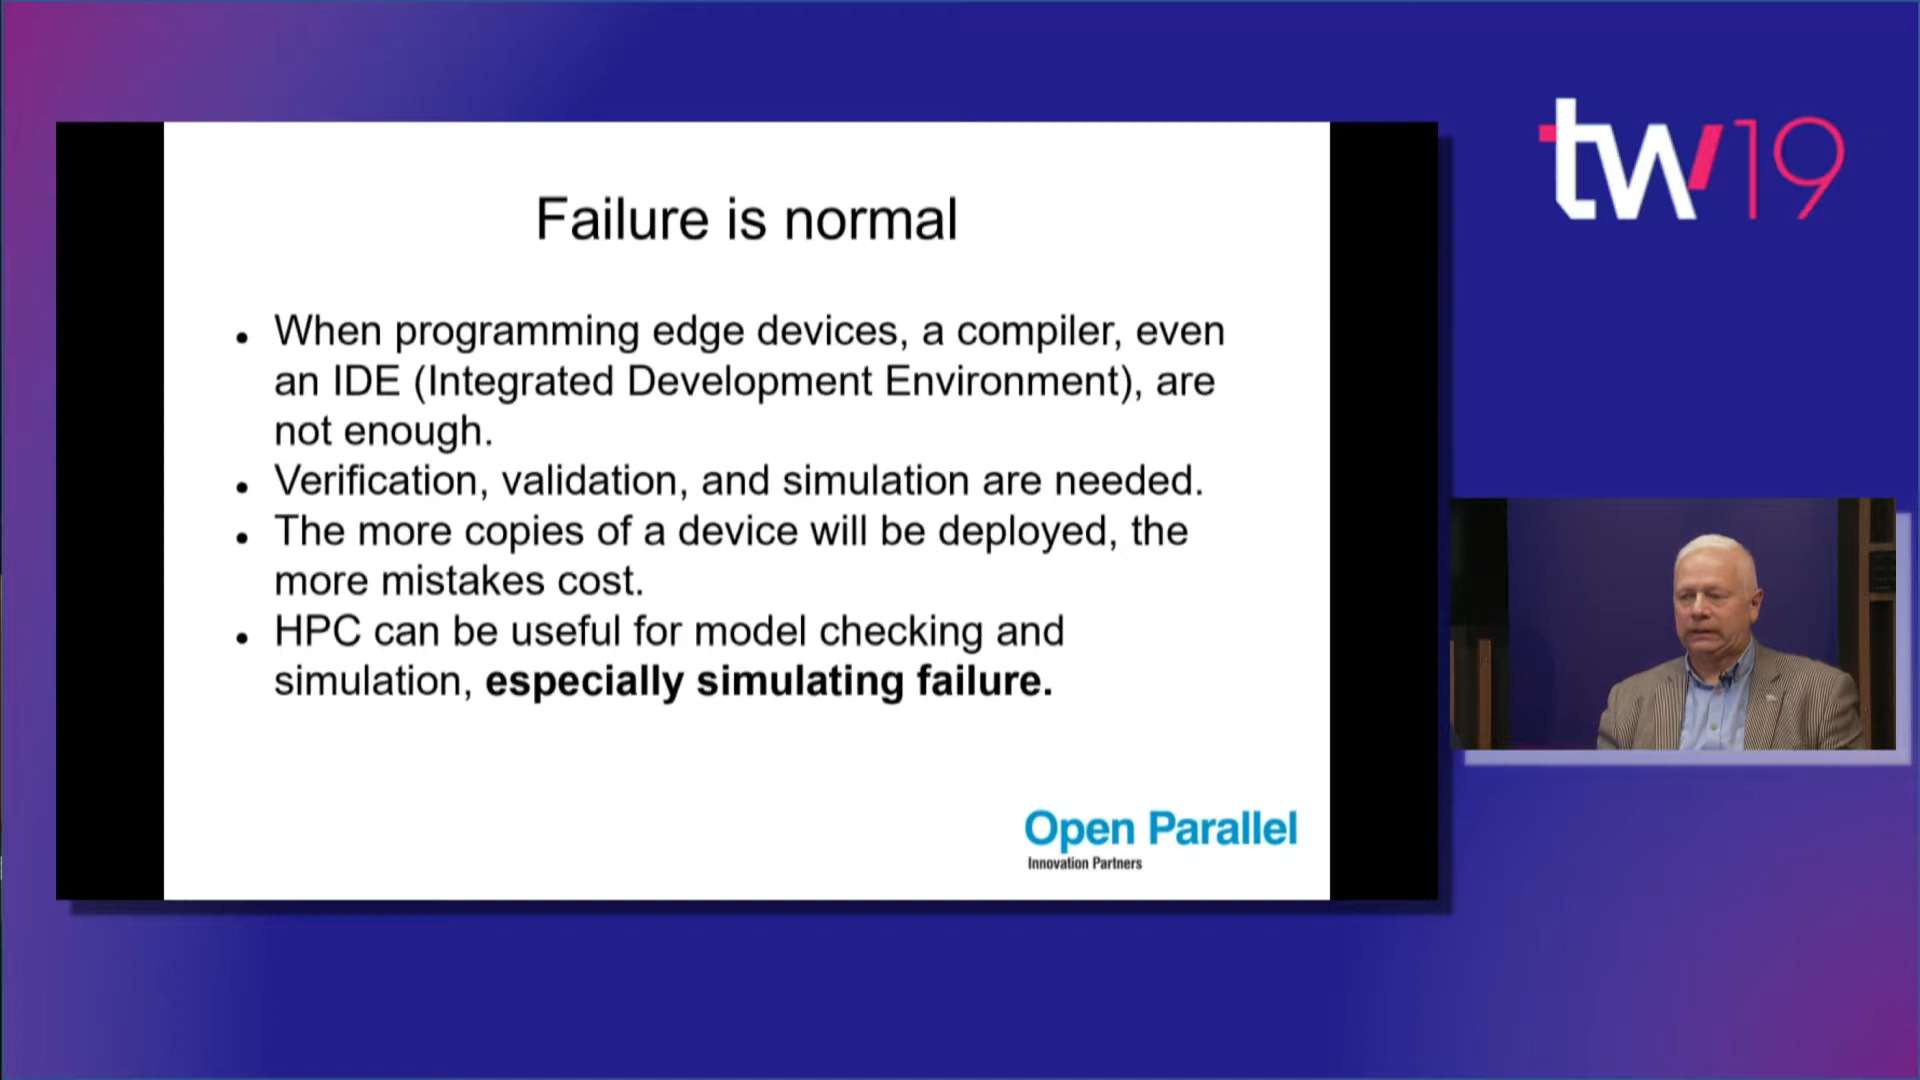 tw19
Failure is normal
When programming edge devices, a compiler, even
an IDE (Integrated Development Environment), are
not enough.
Verification, validation, and simulation are needed.
The more copies of a device will be deployed, the
more mistakes cost.
HPC can be useful for model checking and
simulation, especially simulating failure.
Open Parallel
Innovation Partners